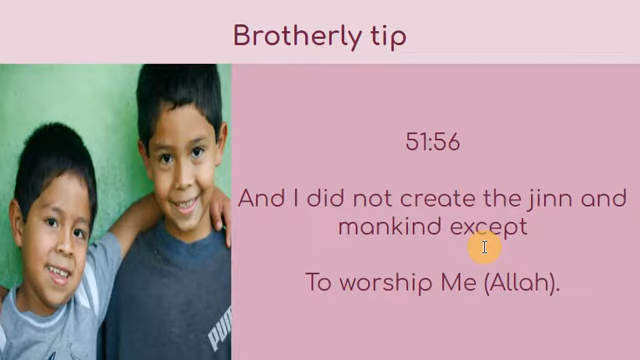 Brotherly tip
51:56
And I did not create the jinn and
mankind except
To worship Me (Allah).
PUMA